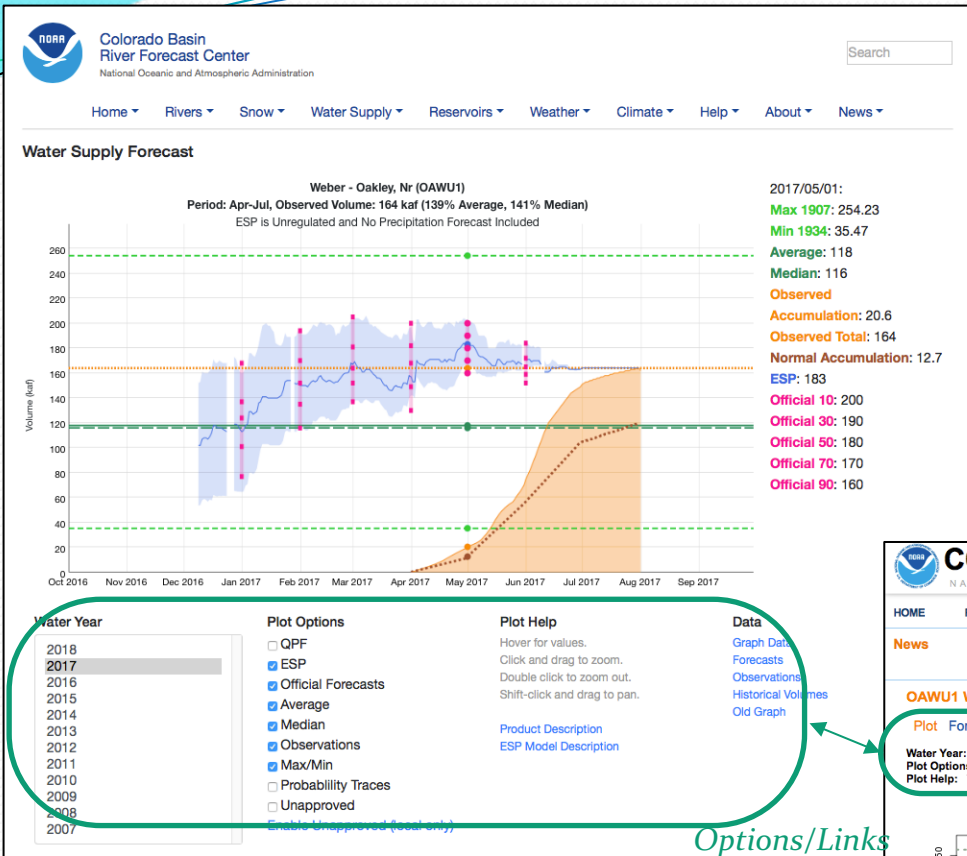 NOAA
Colorado Basin
River Forecast Center
National Oceanic and Atmospheric Administration
Search
Home Rivers Snow Water Supply Reservoirs Weather Climate Help About News
Water Supply Forecast
Weber - Oakley, Nr (OAWU1)
Period: Apr-Jul, Observed Volume: 164 kaf (139% Average, 141% Median)
ESP is Unregulated and No Precipitation Forecast Included
Volume (kaf)
260
240
220
200
180
160
140
120
100
80
60
40
20
0
Oct 2016 Nov 2016 Dec 2016 Jan 2017 Feb 2017 Mar 2017 Apr 2017 May 2017 Jun 2017 Jul 2017 Aug 2017 Sep 2017
2017/05/01:
Max 1907: 254.23
Min 1934: 35.47
Average: 118
Median: 116
Observed
Accumulation: 20.6
Observed Total: 164
Normal Accumulation: 12.7
ESP: 183
Official 10: 200
Official 30: 190
Official 50: 180
Official 70: 170
Official 90: 160
Water Year
2018
2017
2016
2015
2014
2013
2012
2011
2010
2009
2008
2007
Plot Options
QPF
ESP
Official Forecasts
Average
Median
Observations
Max/Min
Probablility Traces
Unapproved
Enable Unapproved (local only)
Plot Help
Hover for values.
Click and drag to zoom.
Double click to zoom out.
Shift-click and drag to pan.
Product Description
ESP Model Description
Data
Graph Data
Forecasts
Observations
Historical Volumes
Old Graph
Options/Links
NOAA
HOME
News
OAWU1
Plot
Water Year:
Plot Options
Plot Help: